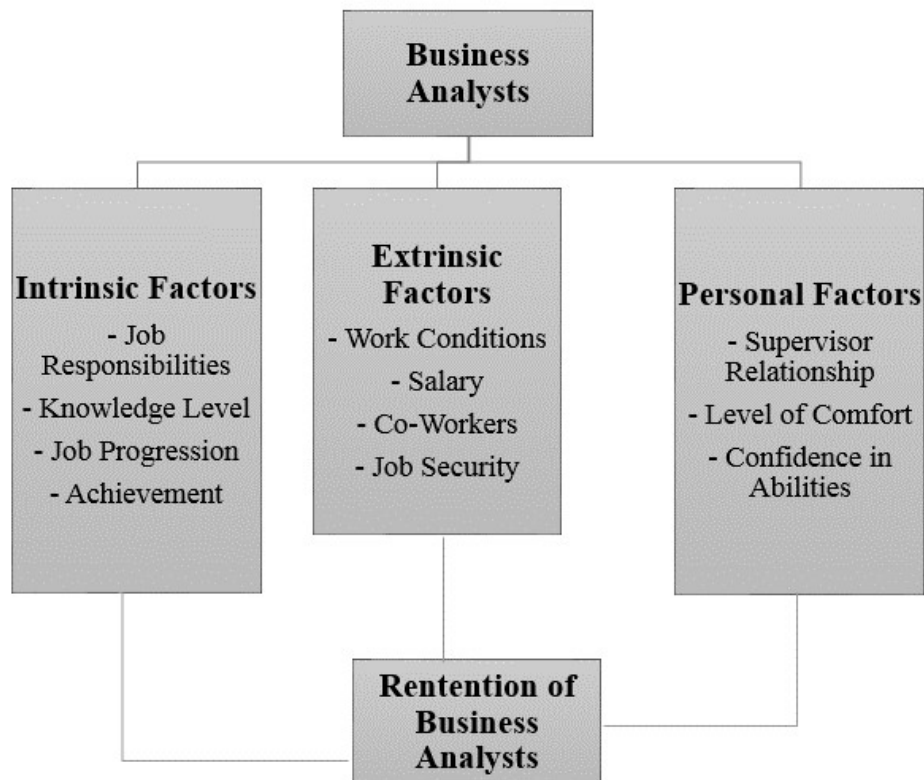 Business
Analysts
Intrinsic Factors
- Job
Responsibilities
- Knowledge Level
- Job Progression
- Achievement
Extrinsic
Factors
- Work Conditions
- Salary
- Co-Workers
- Job Security
Personal Factors
- Supervisor
Relationship
- Level of Comfort
- Confidence in
Abilities
Rentention of
Business
Analysts